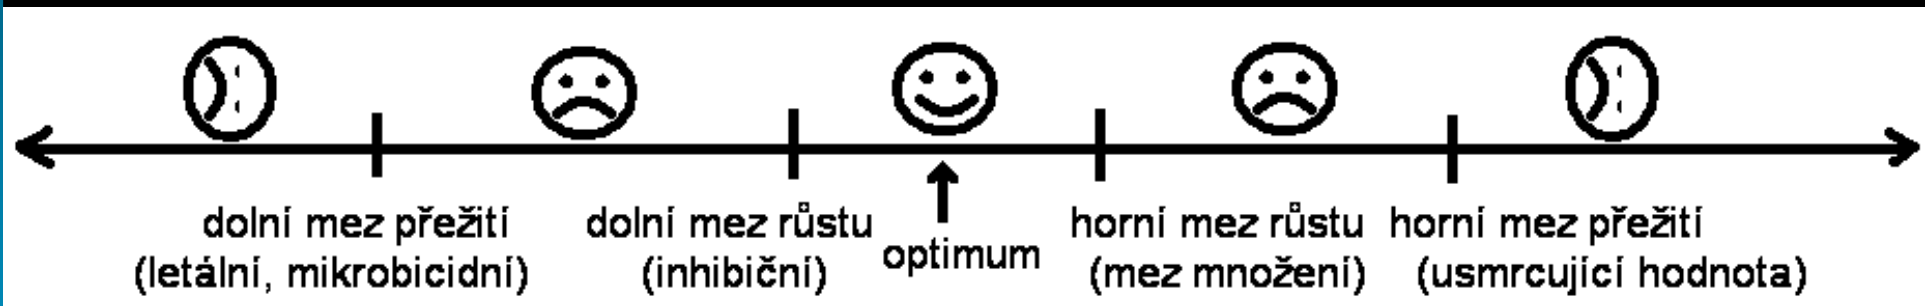 dolní mez přežití
(letální, mikrobicidní)
dolní mez růstu
(inhibiční)
optimum
horní mez růstu
(mez množení)
horní mez přežití
(usmrcující hodnota)